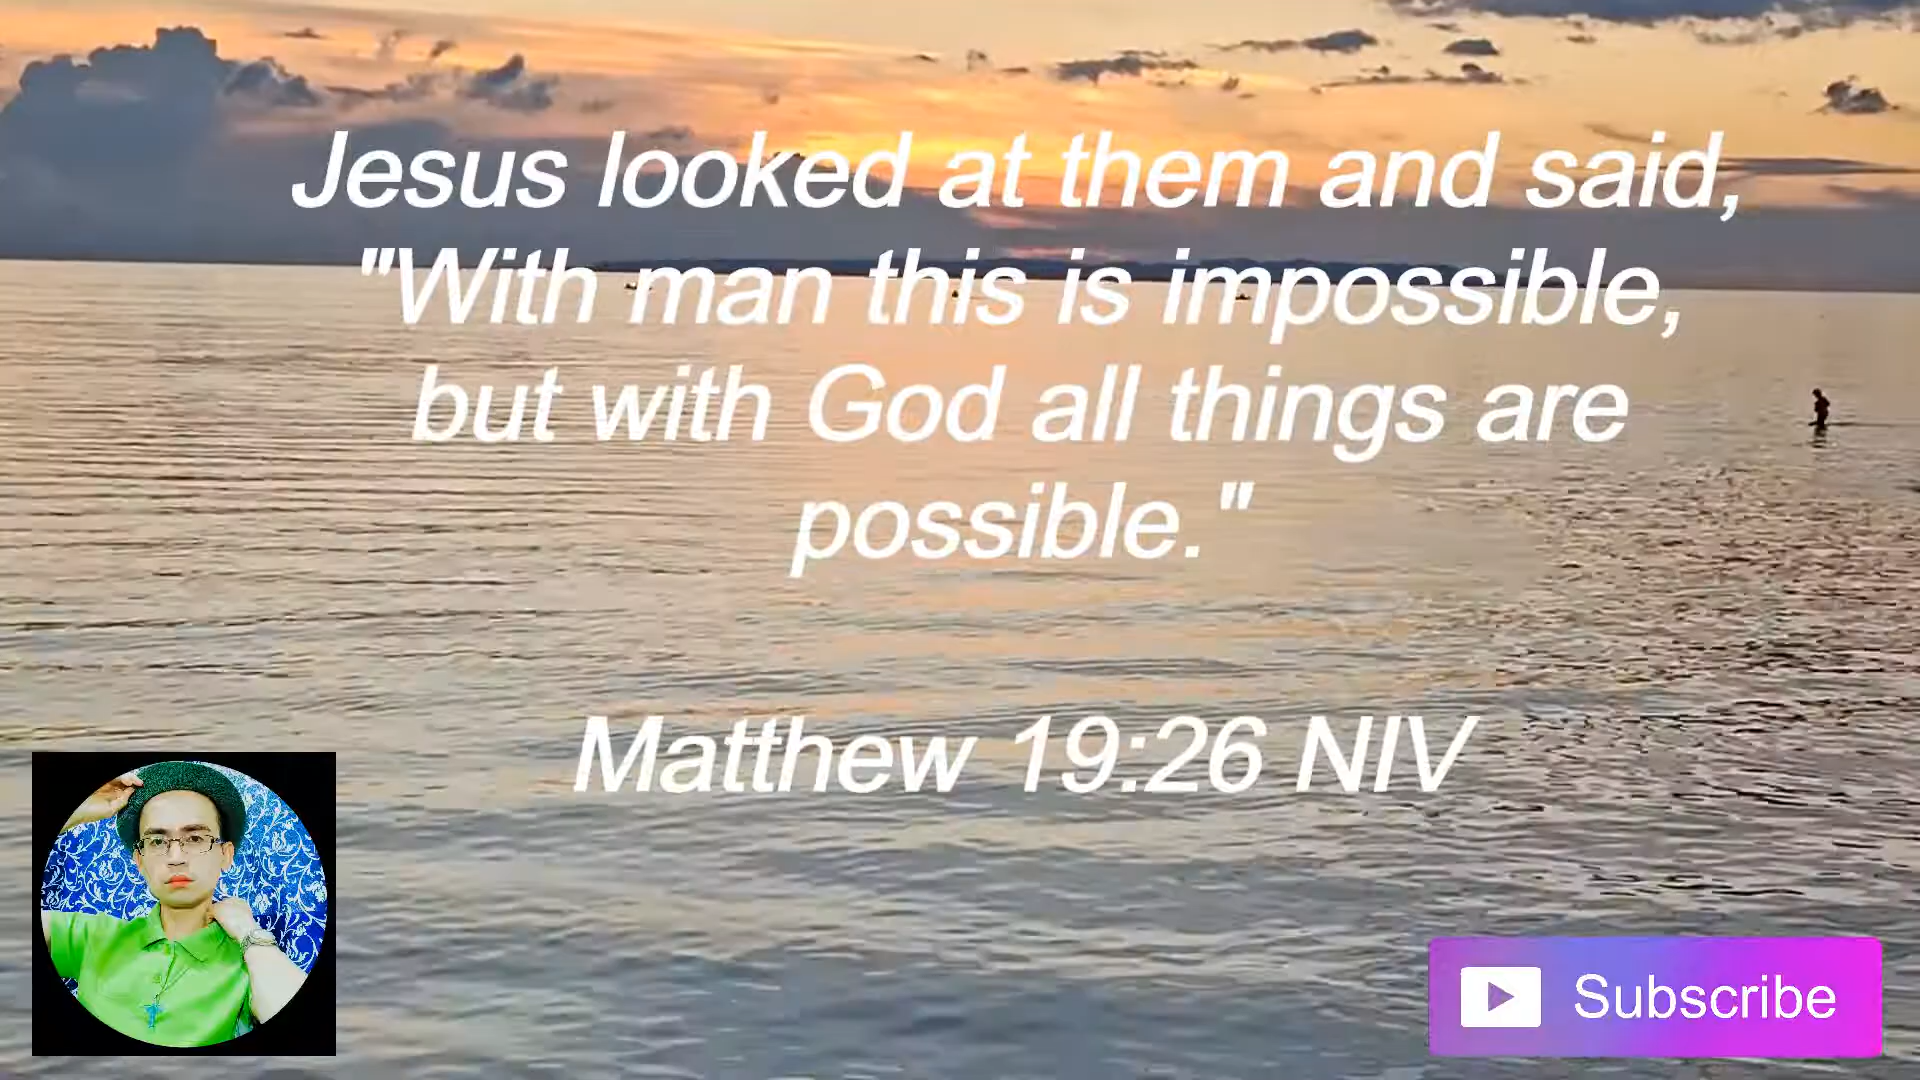 Jesus looked at them and said,
"With man this is impossible,
but with God all things are
possible."
Matthew 19:26 NIV
Subscribe